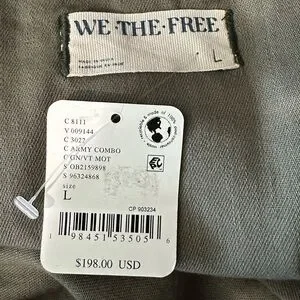 WE·THE·FREE
L
C 8111
V 009144
C 3027
C ARMY COMBO
C GN/VT MOT
S OB2159898
S 96324868
size
L
CP 903234
1 98451 53505 6
$198.00 USD